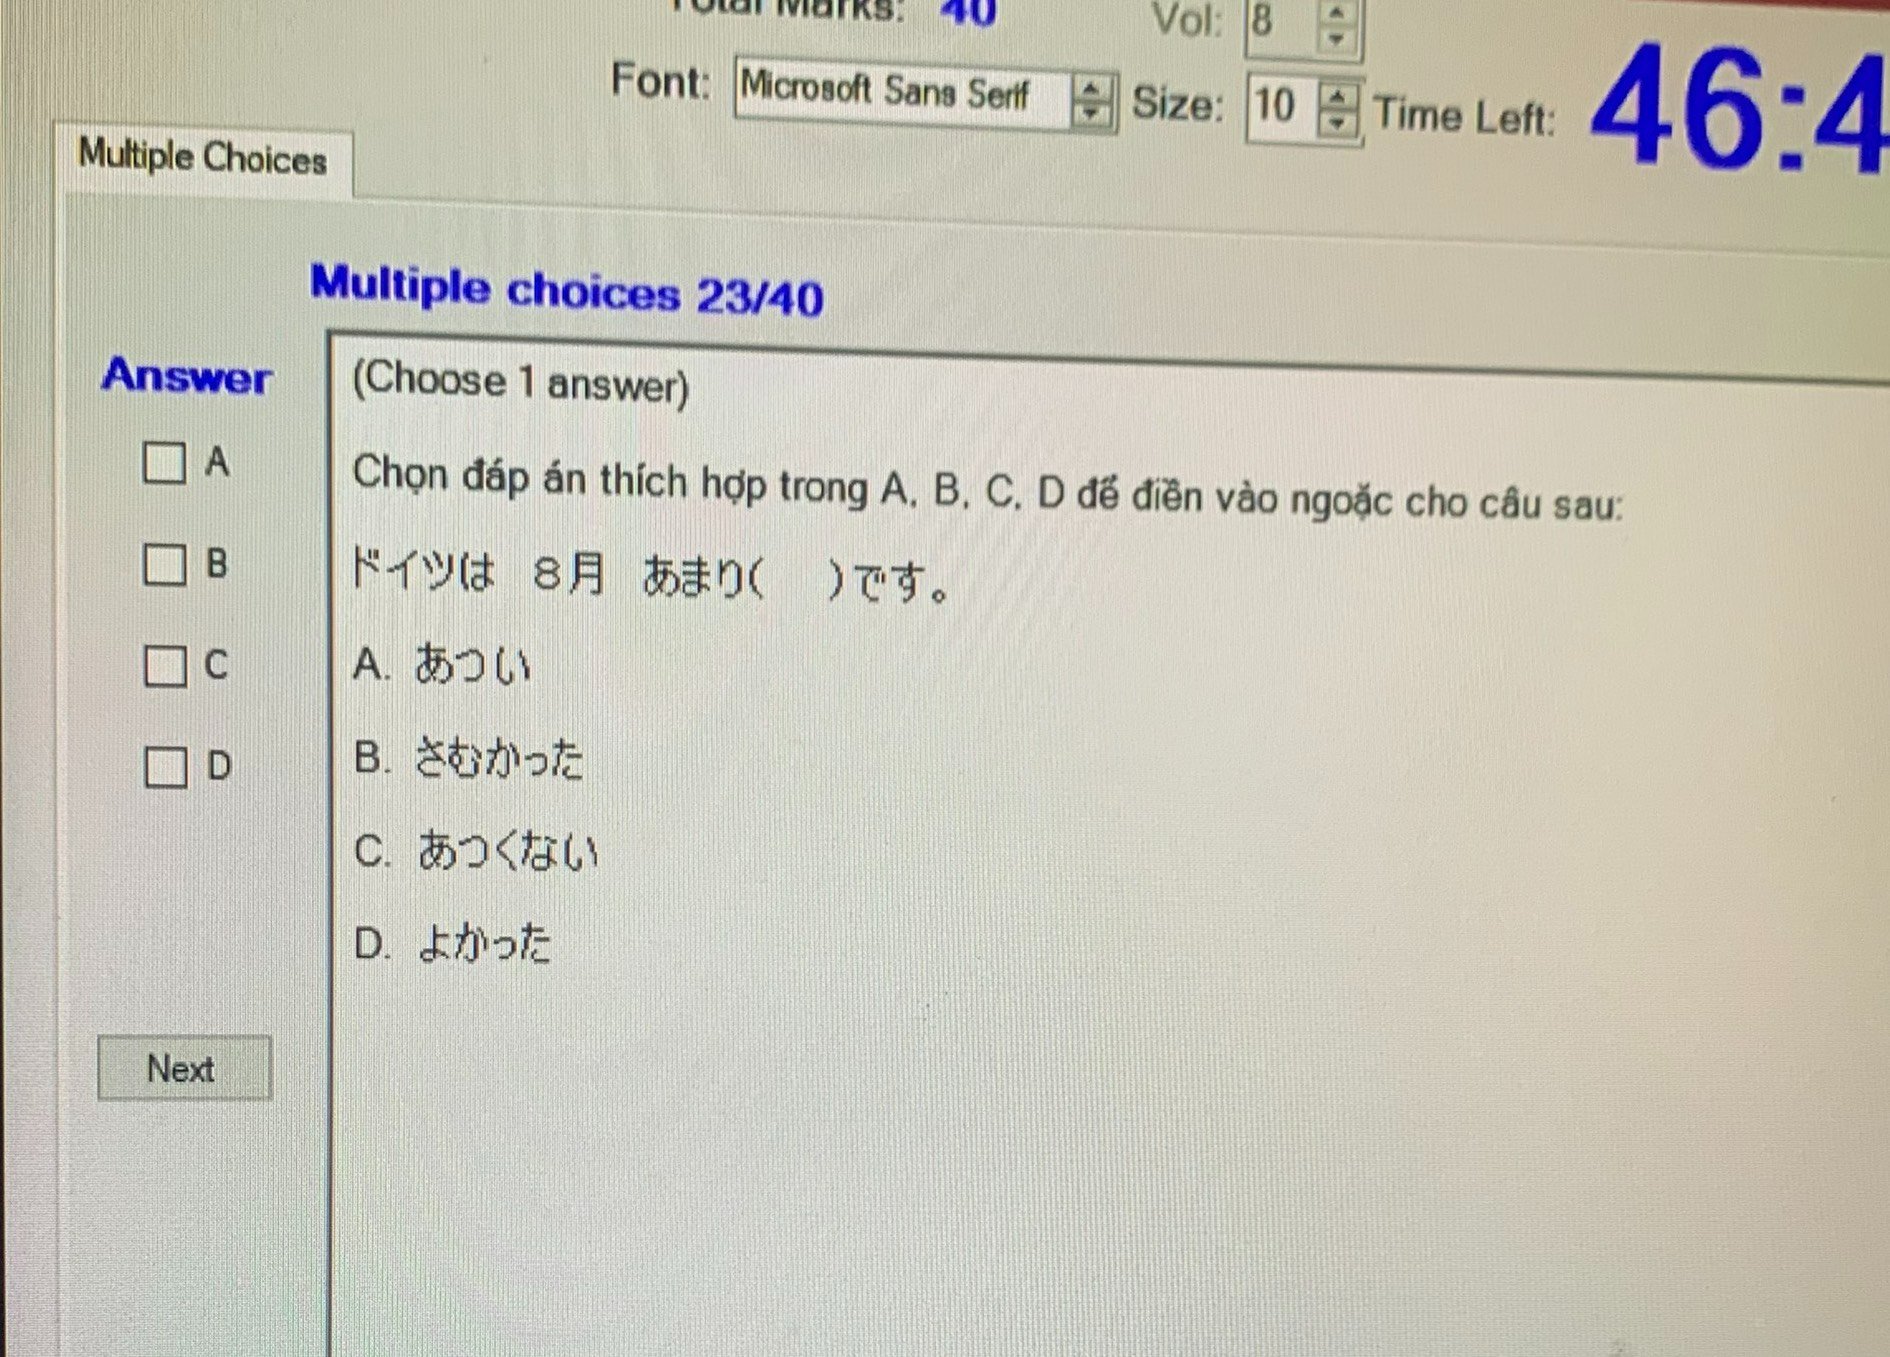 Total Marks: 40
Vol: 8
Font: Microsoft Sans Serif Size: 10 Time Left: 46:4
Multiple Choices
Multiple choices 23/40
Answer
A
B
C
D
Next
(Choose 1 answer)
Chọn đáp án thích hợp trong A, B, C, D để điền vào ngoặc cho câu sau:
ドイツは 8月 あまり( )です。
A. あつい
B. さむかった
C. あつくない
D. よかった